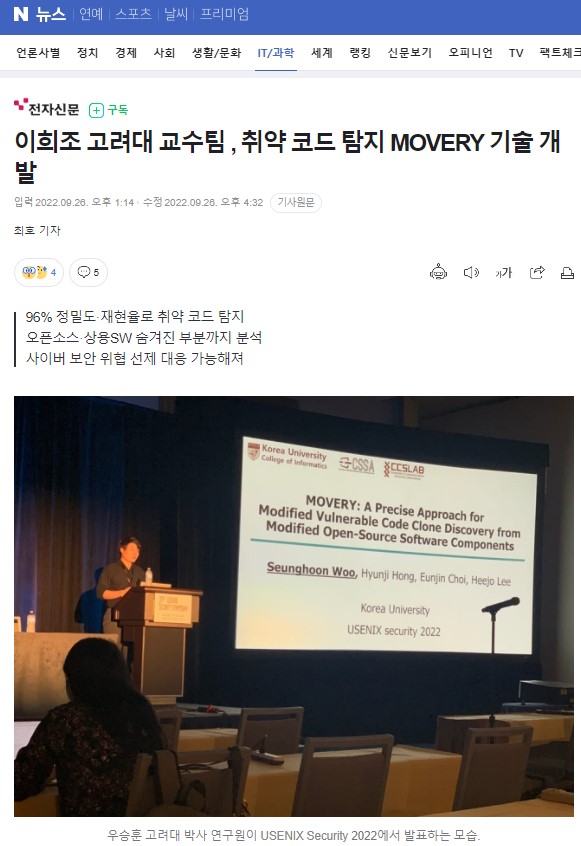 N 뉴스 연예 스포츠 날씨 프리미엄
언론사별 정치 경제 사회 생활/문화 IT/과학 세계 랭킹 신문보기 오피니언 TV 팩트체크
전자신문 구독
이희조 고려대 교수팀 , 취약 코드 탐지 MOVERY 기술 개
발
입력 2022.09.26. 오후 1:14 · 수정 2022.09.26. 오후 4:32 기사원문
최호 기자
4 5 가
96% 정밀도·재현율로 취약 코드 탐지
오픈소스·상용SW 숨겨진 부분까지 분석
사이버 보안 위협 선제 대응 가능해져
Korea University
College of Informatics
CSSA
CCSLAB
MOVERY: A Precise Approach for
Modified Vulnerable Code Clone Discovery from
Modified Open-Source Software Components
Seunghoon Woo, Hyunji Hong, Eunjin Choi, Heejo Lee
Korea University
USENIX security 2022
우승훈 고려대 박사 연구원이 USENIX Security 2022에서 발표하는 모습.